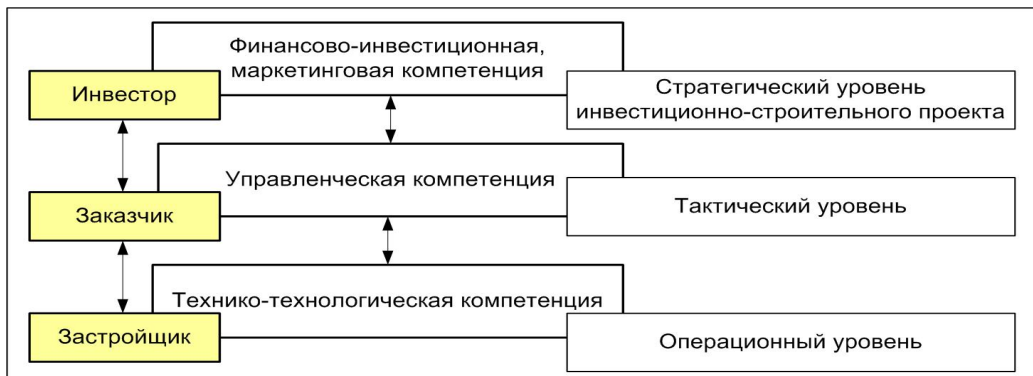 Финансово-инвестиционная,
маркетинговая компетенция
Инвестор
Стратегический уровень
инвестиционно-строительного проекта
Управленческая компетенция
Заказчик
Тактический уровень
Технико-технологическая компетенция
Застройщик
Операционный уровень